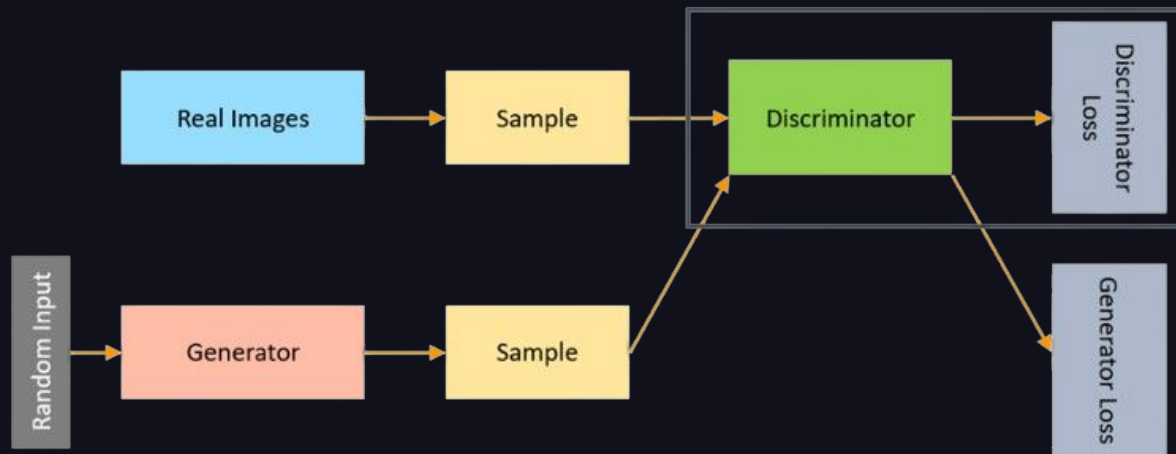 Real Images
Sample
Discriminator
Discriminator
Loss
Random Input
Generator
Sample
Generator Loss